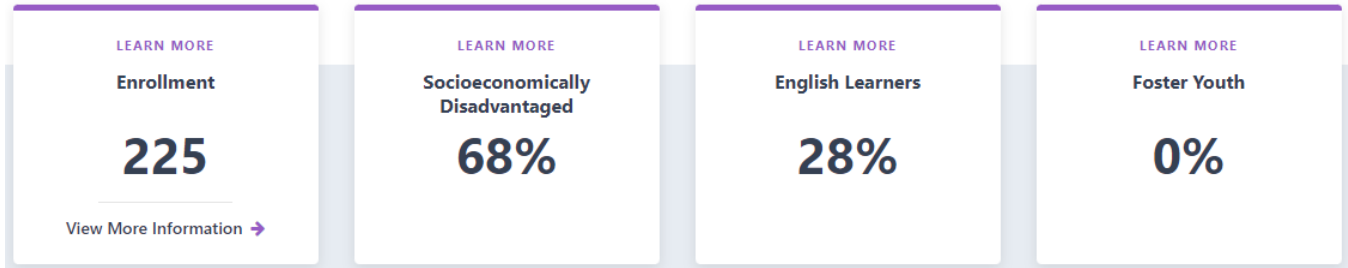 LEARN MORE
Enrollment
225
View More Information
LEARN MORE
Socioeconomically
Disadvantaged
68%
LEARN MORE
English Learners
28%
LEARN MORE
Foster Youth
0%